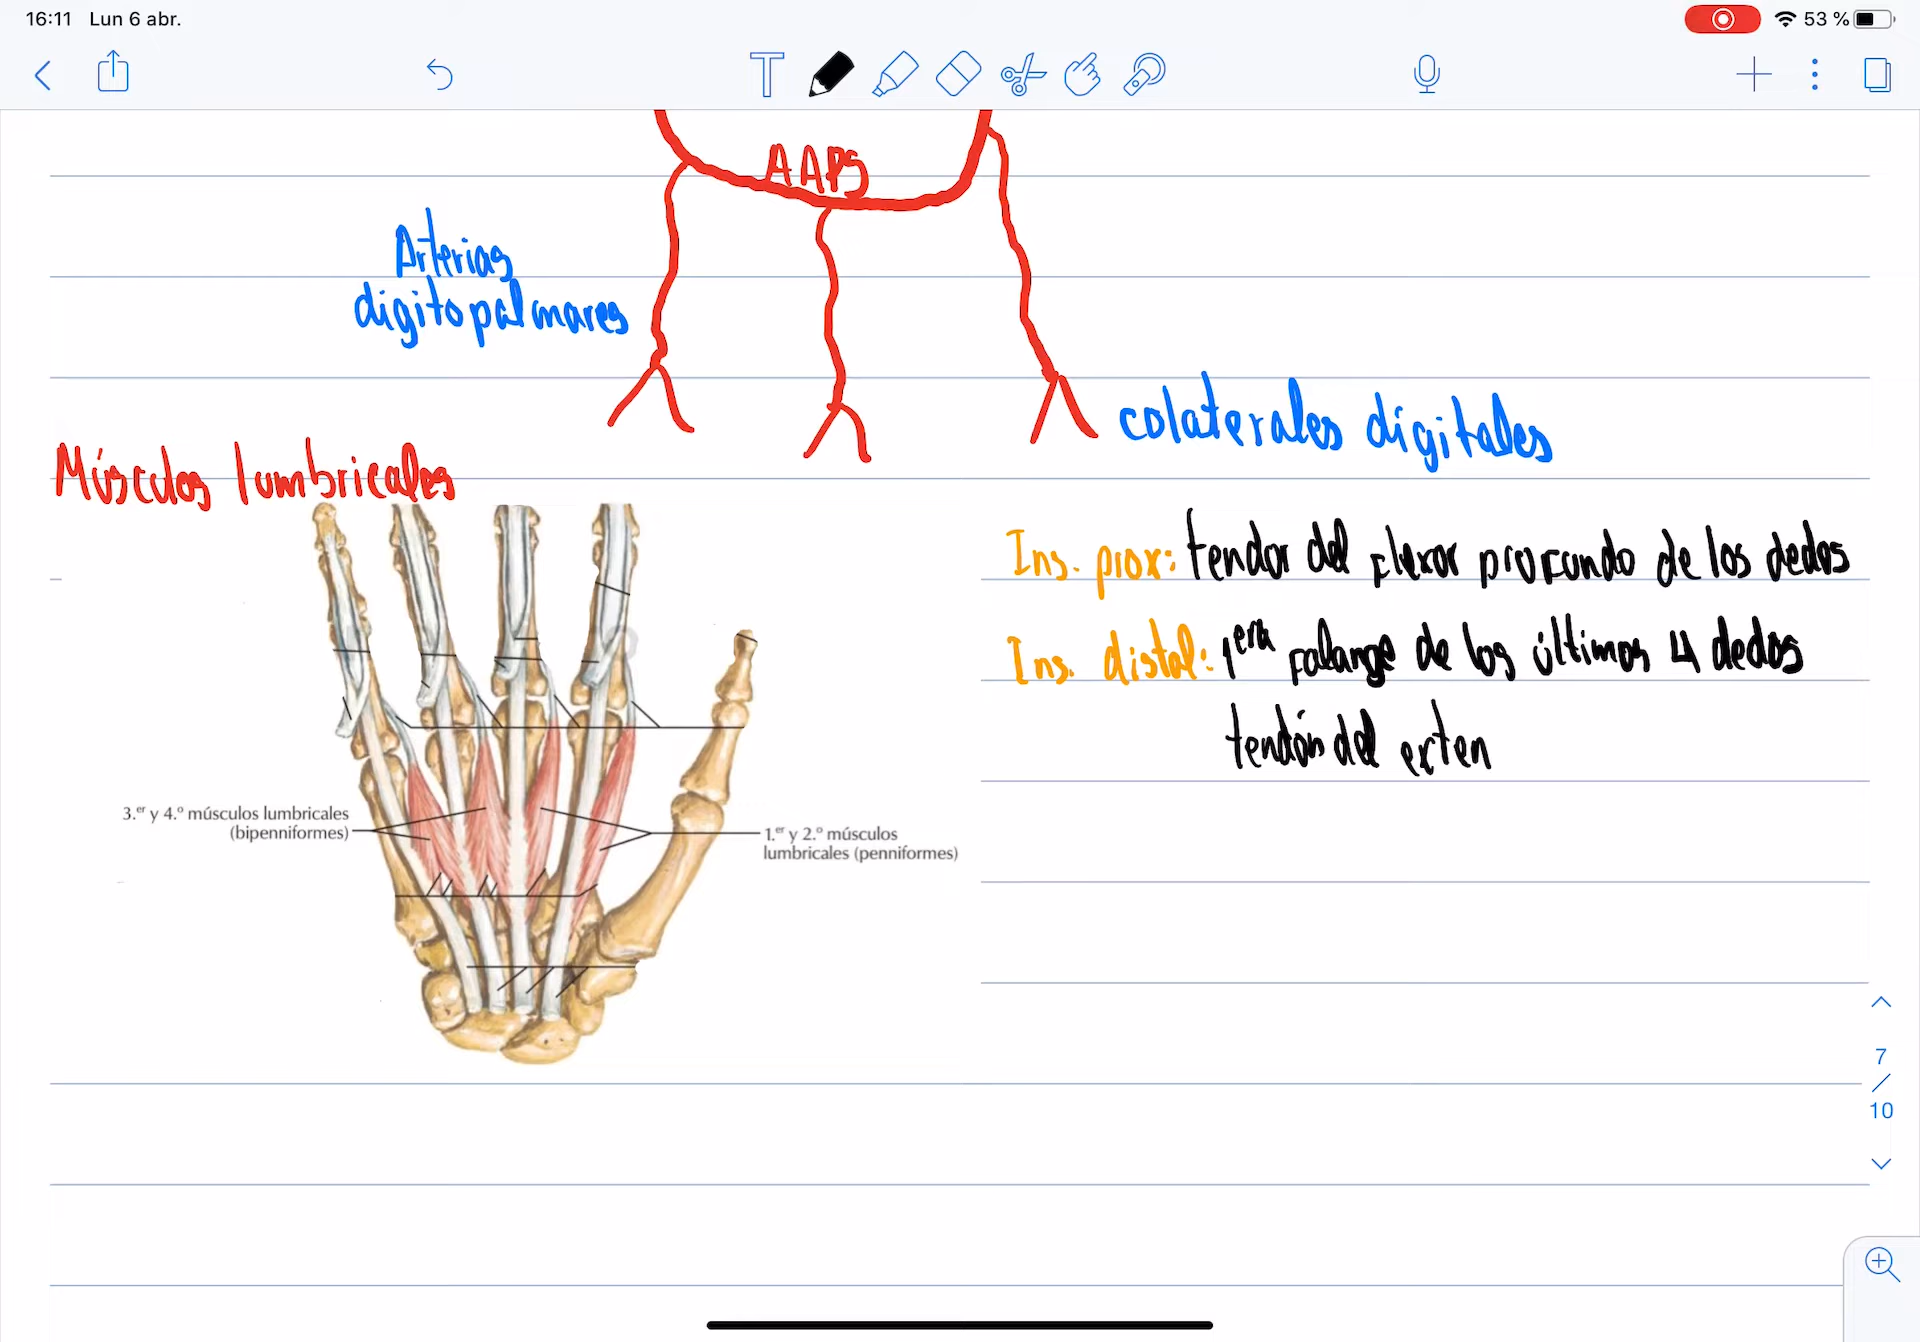 16:11 Lun 6 abr.
53 %
AAPS
Arterias
digitopalmares
colaterales digitales
Músculos lumbricales
Ins. prox: tendor del flexor profundo de los dedos
Ins. distal: 1era falange de los últimos 4 dedos
tendón del exten
3.er y 4.º músculos lumbricales
(bipenniformes)
1.er y 2.º músculos
lumbricales (penniformes)
7
/
10